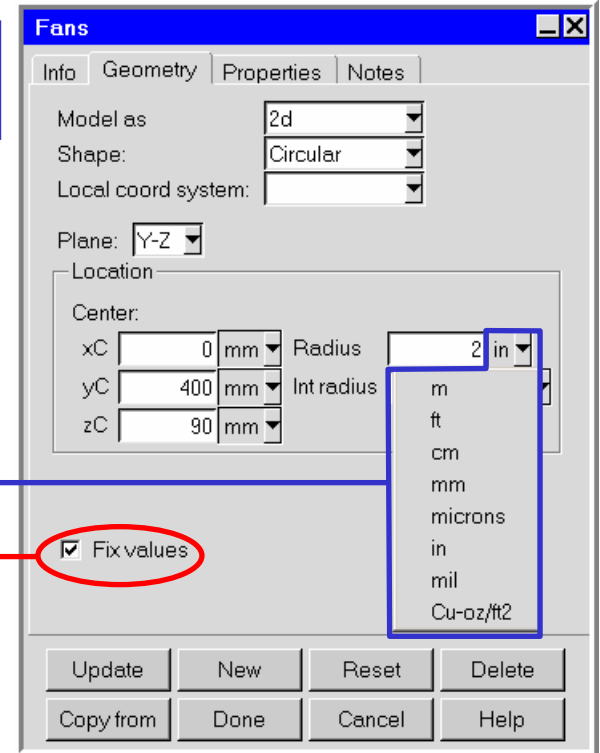 Fans
Info Geometry Properties Notes
Model as 2d
Shape: Circular
Local coord system:
Plane: Y-Z
Location
Center:
xC 0 mm Radius 2 in
yC 400 mm Int radius
zC 90 mm
m
ft
cm
mm
microns
in
mil
Cu-oz/ft2
Fix values
Update New Reset Delete
Copy from Done Cancel Help